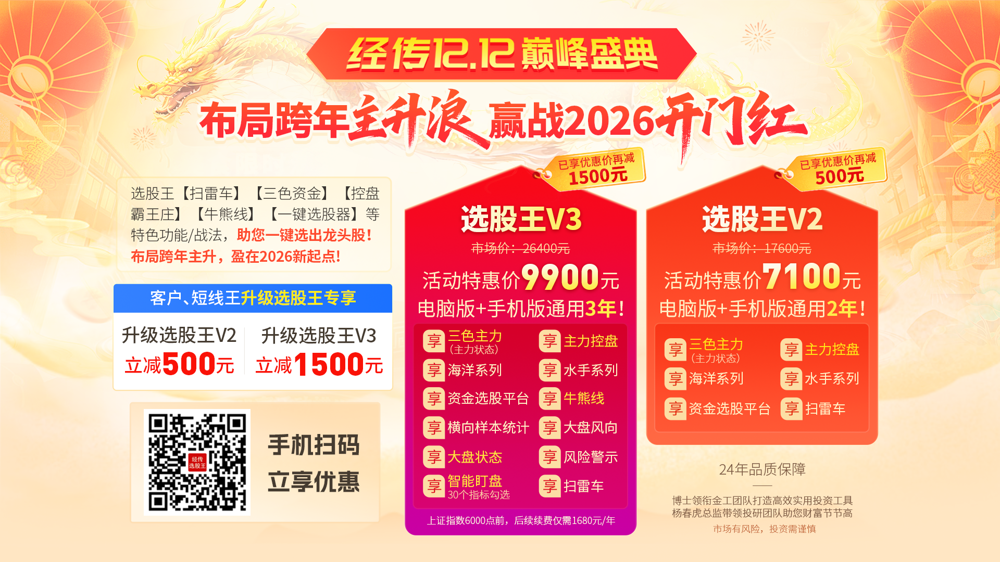 经传12.12巅峰盛典
布局跨年主升浪 赢战2026开门红
选股王【扫雷车】【三色资金】【控盘
霸王庄】【牛熊线】【一键选股器】等
特色功能/战法，助您一键选出龙头股！
布局跨年主升，盈在2026新起点！
客户、短线王升级选股王专享
升级选股王V2
立减500元
升级选股王V3
立减1500元
经传
选股王
手机扫码
立享优惠
已享优惠价再减
1500元
选股王V3
市场价：26400元
活动特惠价9900元
电脑版+手机版通用3年！
享 三色主力
（主力状态）
享 主力控盘
享 海洋系列
享 水手系列
享 资金选股平台
享 牛熊线
享 横向样本统计
享 大盘风向
享 大盘状态
享 风险警示
享 智能盯盘
30个指标勾选
享 扫雷车
上证指数6000点前，后续续费仅需1680元/年
已享优惠价再减
500元
选股王V2
市场价：17600元
活动特惠价7100元
电脑版+手机版通用2年！
享 三色主力
（主力状态）
享 主力控盘
享 海洋系列
享 水手系列
享 资金选股平台
享 扫雷车
24年品质保障
博士领衔金工团队打造高效实用投资工具
杨春虎总监带领投研团队助您财富节节高
市场有风险，投资需谨慎